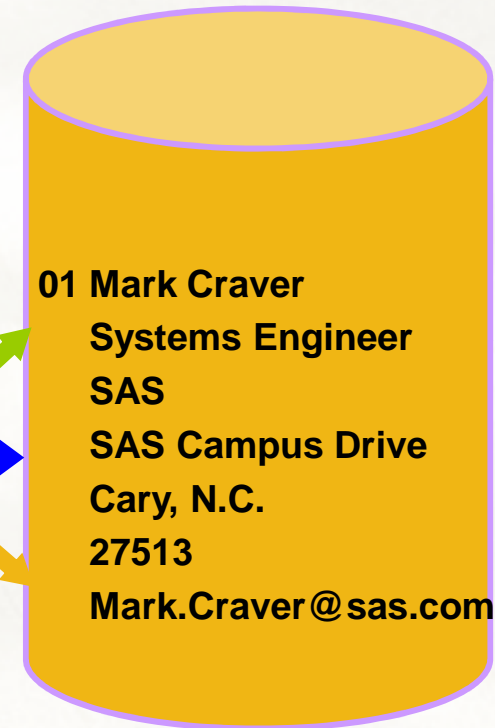 01 Mark Craver
Systems Engineer
SAS
SAS Campus Drive
Cary, N.C.
27513
Mark.Craver@sas.com